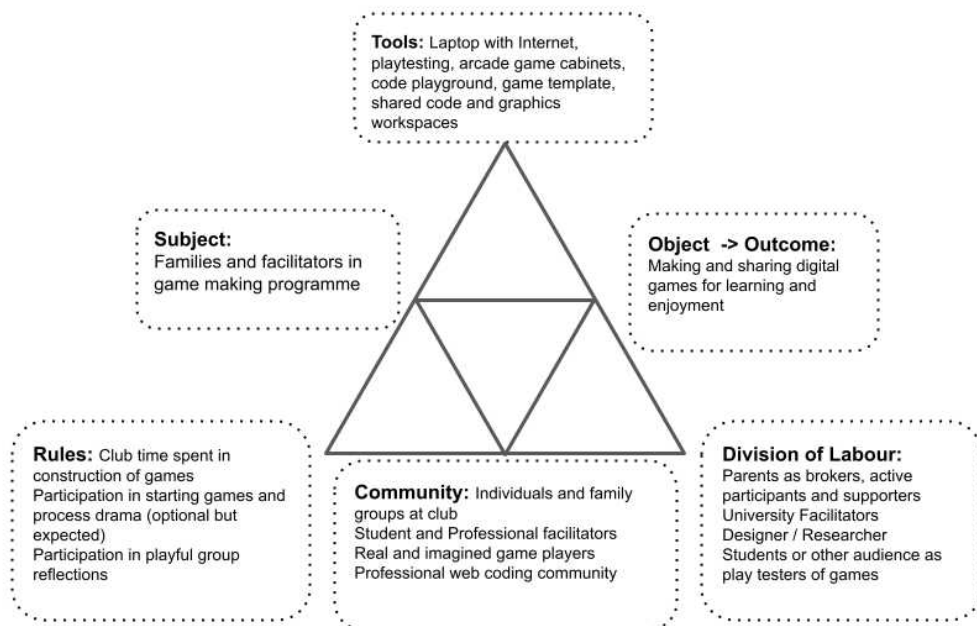 Tools: Laptop with Internet,
playtesting, arcade game cabinets,
code playground, game template,
shared code and graphics
workspaces
Subject:
Families and facilitators in
game making programme
Object -> Outcome:
Making and sharing digital
games for learning and
enjoyment
Rules: Club time spent in
construction of games
Participation in starting games and
process drama (optional but
expected)
Participation in playful group
reflections
Community: Individuals and family
groups at club
Student and Professional facilitators
Real and imagined game players
Professional web coding community
Division of Labour:
Parents as brokers, active
participants and supporters
University Facilitators
Designer / Researcher
Students or other audience as
play testers of games